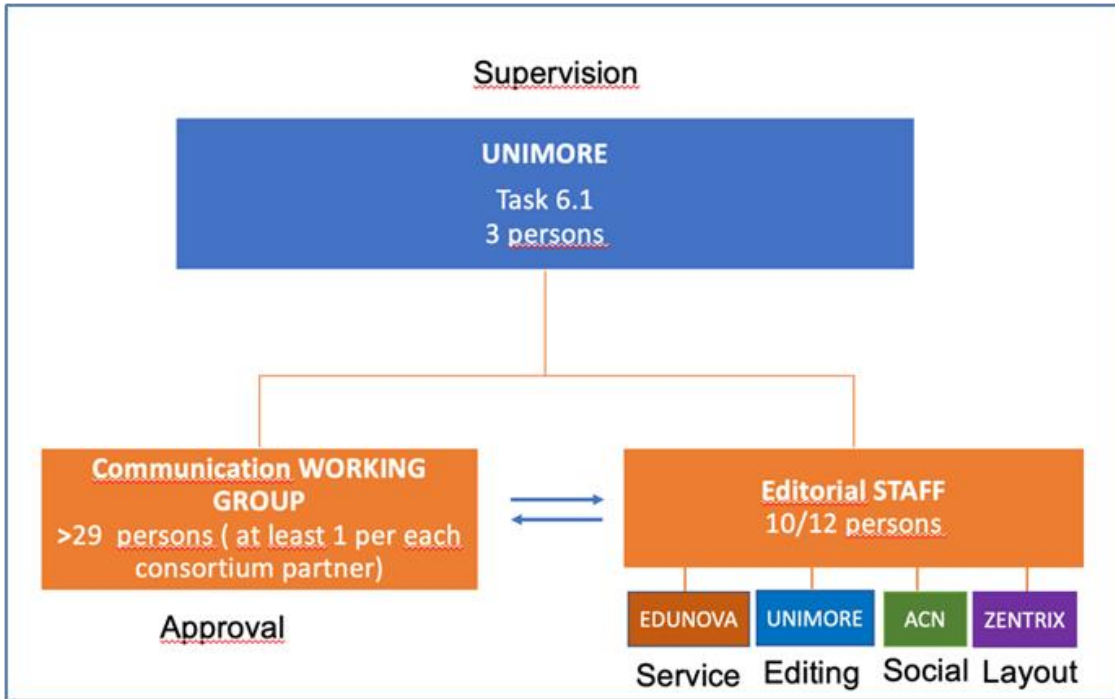 Supervision
UNIMORE
Task 6.1
3 persons
Communication WORKING
GROUP
>29 persons ( at least 1 per each
consortium partner)
Approval
Editorial STAFF
10/12 persons
EDUNOVA
UNIMORE
ACN
ZENTRIX
Service
Editing
Social
Layout